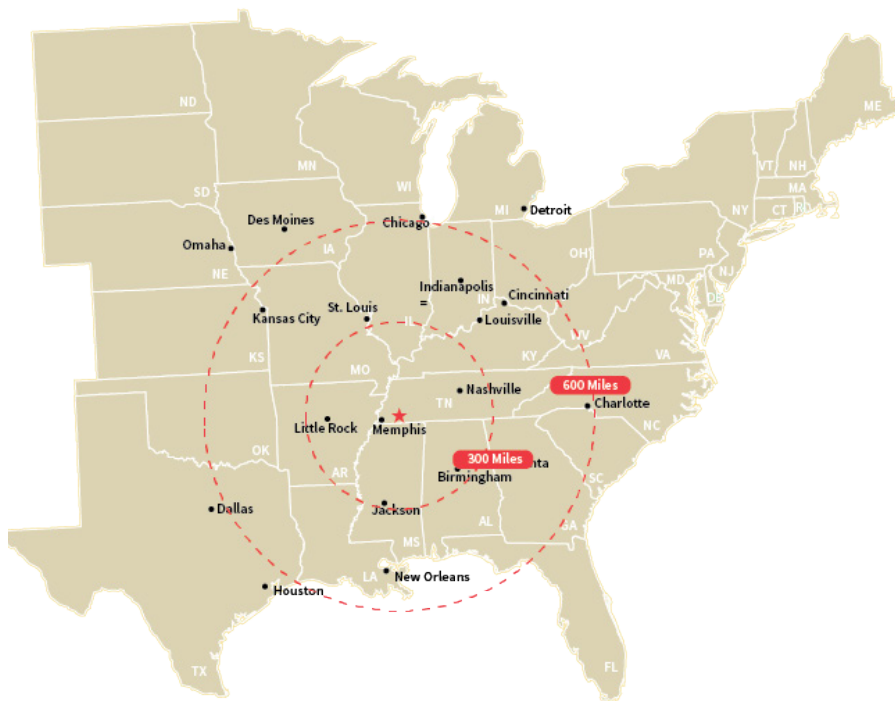 ME
ND
VT
NH
MN
MA
WI
SD
CT
RO
MI
Detroit
NY
Des Moines
Chicago
Omaha
IA
OH
PA
NE
NJ
MD
Indianapolis
IN
Cincinnati
DE
=
St. Louis
Kansas City
IL
Louisville
WV
KS
KY
VA
MO
600 Miles
Nashville
TN
Charlotte
Little Rock
Memphis
NC
OK
300 Miles
nta
AR
Birmingham
SC
Dallas
Jackson
AL
GA
MS
LA
New Orleans
Houston
TX
FL